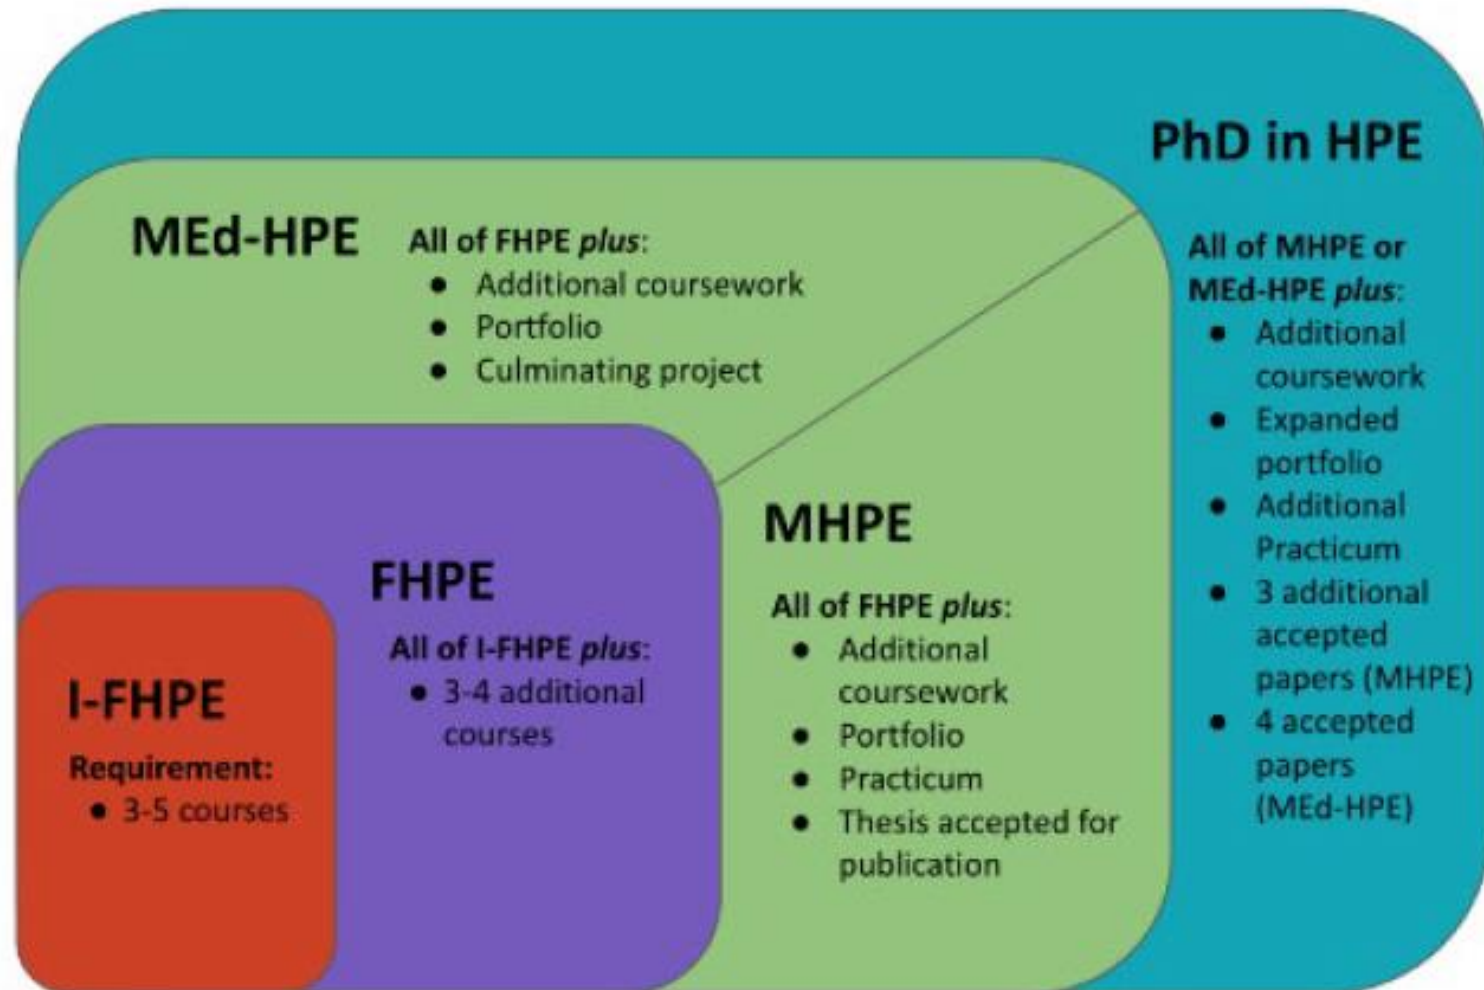 PhD in HPE
All of MHPE or
MEd-HPE plus:
● Additional
coursework
● Expanded
portfolio
● Additional
Practicum
● 3 additional
accepted
papers (MHPE)
● 4 accepted
papers
(MEd-HPE)
MEd-HPE
All of FHPE plus:
● Additional coursework
● Portfolio
● Culminating project
MHPE
All of FHPE plus:
● Additional
coursework
● Portfolio
● Practicum
● Thesis accepted for
publication
FHPE
All of I-FHPE plus:
● 3-4 additional
courses
I-FHPE
Requirement:
● 3-5 courses